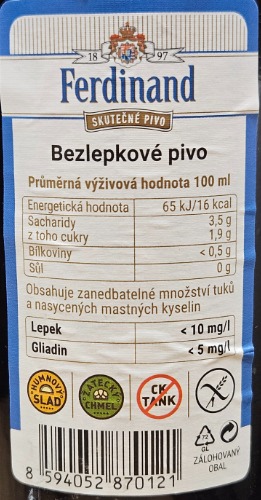 18 97
Ferdinand
SKUTEČNÉ PIVO
Bezlepkové pivo
Průměrná výživová hodnota 100 ml
Energetická hodnota 65 kJ/16 kcal
Sacharidy 3,5 g
z toho cukry 1,9 g
Bílkoviny < 0,5 g
Sůl 0 g
Obsahuje zanedbatelné množství tuků
a nasycených mastných kyselin
Lepek < 10 mg/l
Gliadin < 5 mg/l
HUMNOVÝ
SLAD
ŽATECKÝ
CHMEL
CK
TANK
72
GL
ZÁLOHOVANÝ
OBAL
8 594052 870121